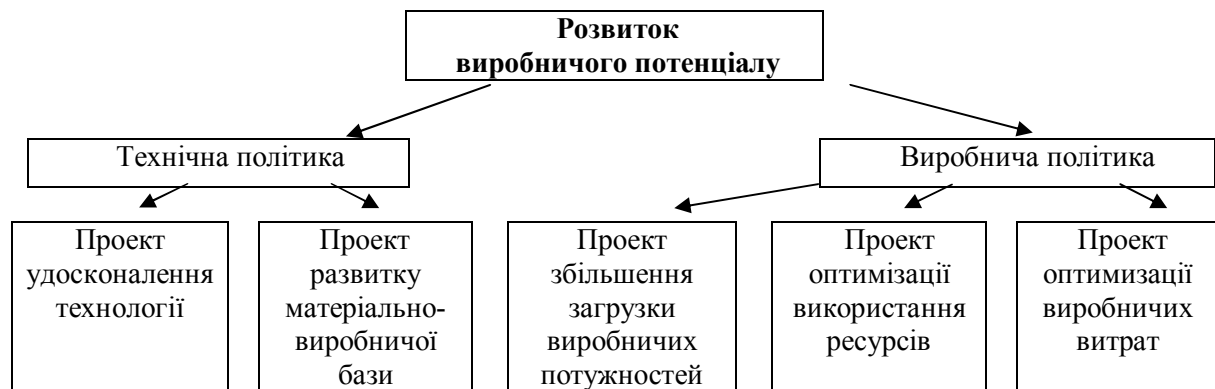 Розвиток
виробничого потенціалу
Технічна політика
Виробнича політика
Проект
удосконалення
технології
Проект
развитку
матеріально-
виробничої
бази
Проект
збільшення
загрузки
виробничих
потужностей
Проект
оптимізації
використання
ресурсів
Проект
оптимизації
виробничих
витрат